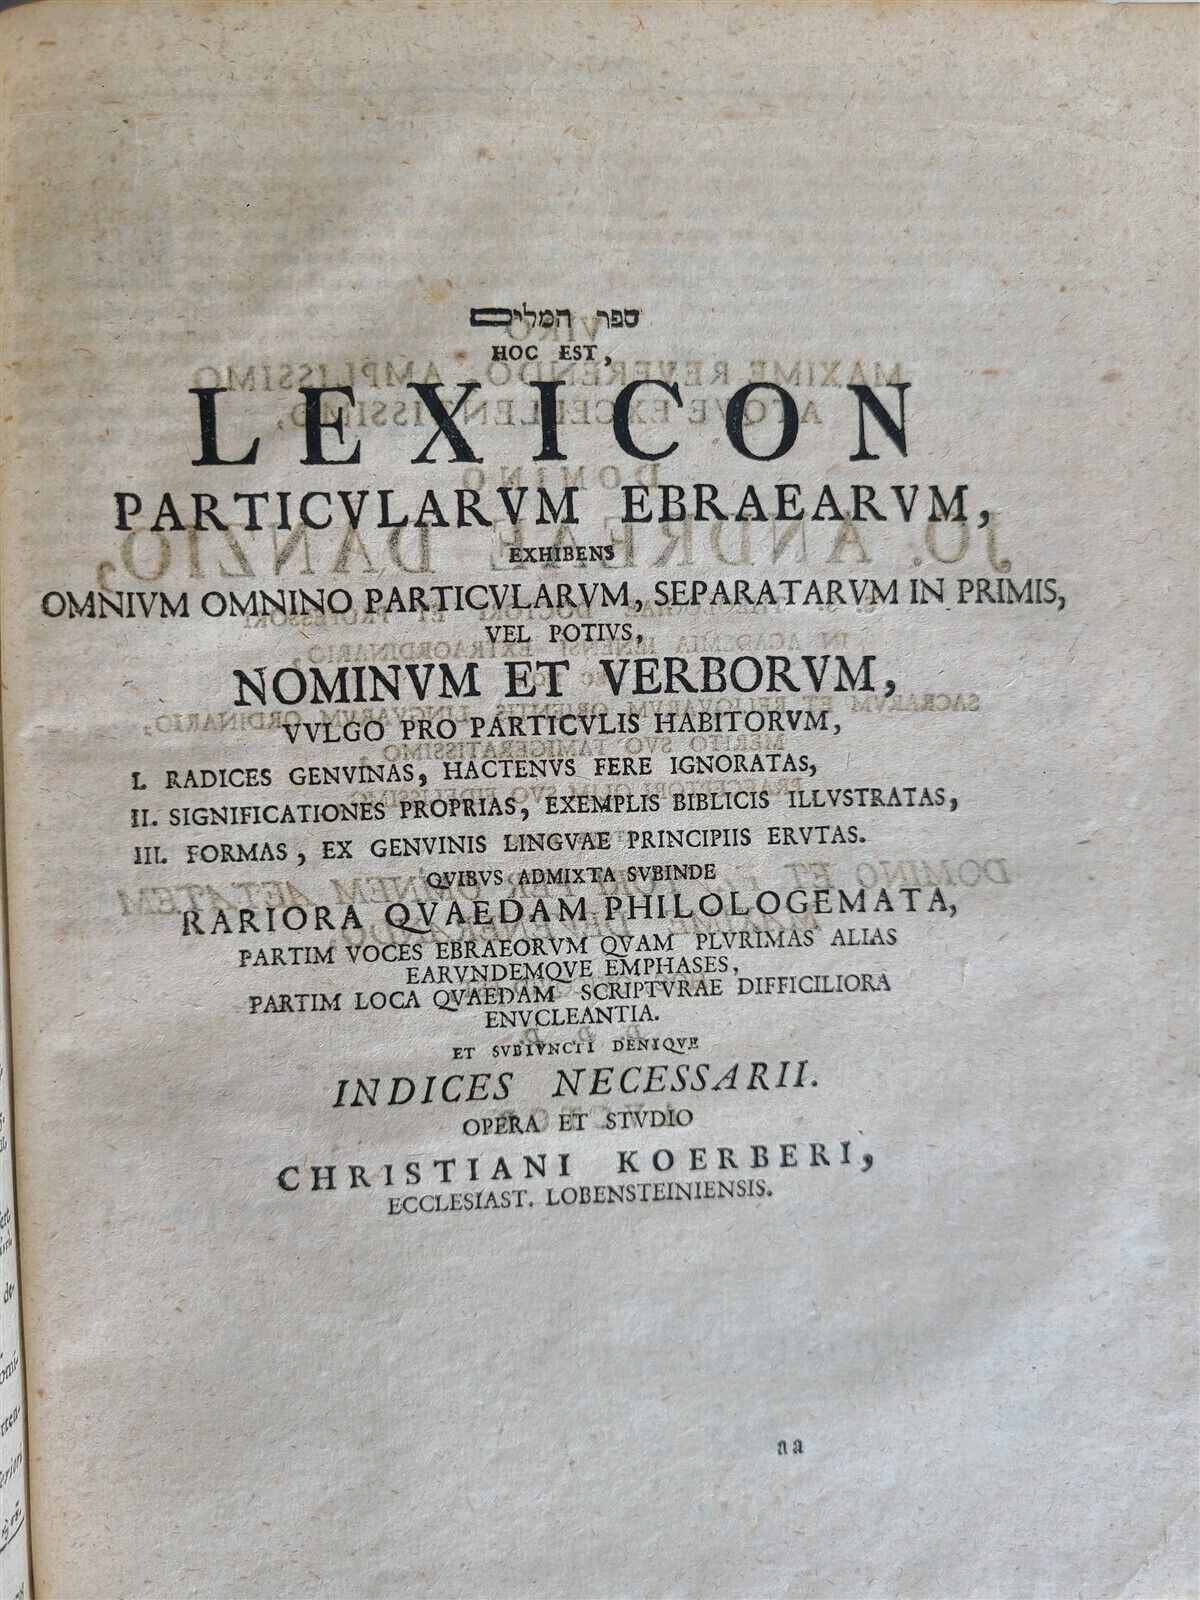 ספר המלים
HOC EST,
LEXICON
PARTICVLARVM EBRAEARVM,
EXHIBENS
OMNIVM OMNINO PARTICVLARVM, SEPARATARVM IN PRIMIS,
VEL POTIVS,
NOMINVM ET VERBORVM,
VVLGO PRO PARTICVLIS HABITORVM,
I. RADICES GENVINAS, HACTENVS FERE IGNORATAS,
II. SIGNIFICATIONES PROPRIAS, EXEMPLIS BIBLICIS ILLVSTRATAS,
III. FORMAS, EX GENVINIS LINGVAE PRINCIPIIS ERVTAS.
QVIBVS ADMIXTA SVBINDE
RARIORA QVAEDAM PHILOLOGEMATA,
PARTIM VOCES EBRAEORVM QVAM PLVRIMAS ALIAS
EARVNDEMQVE EMPHASES,
PARTIM LOCA QVAEDAM SCRIPTVRAE DIFFICILIORA
ENVCLEANTIA.
ET SVBIVNCTI DENIQVE
INDICES NECESSARII.
OPERA ET STVDIO
CHRISTIANI KOERBERI,
ECCLESIAST. LOBENSTEINIENSIS.
aa